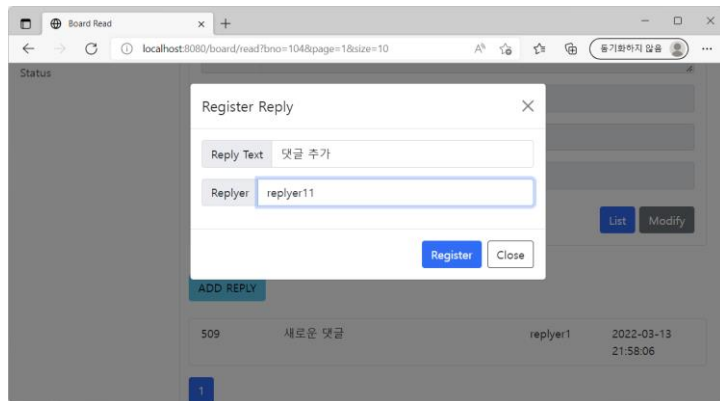 Board Read
localhost:8080/board/read?bno=104&page=1&size=10
동기화하지 않음
Status
Register Reply
Reply Text 댓글 추가
Replyer replyer11
List Modify
Register Close
ADD REPLY
509 새로운 댓글 replyer1 2022-03-13
21:58:06
1